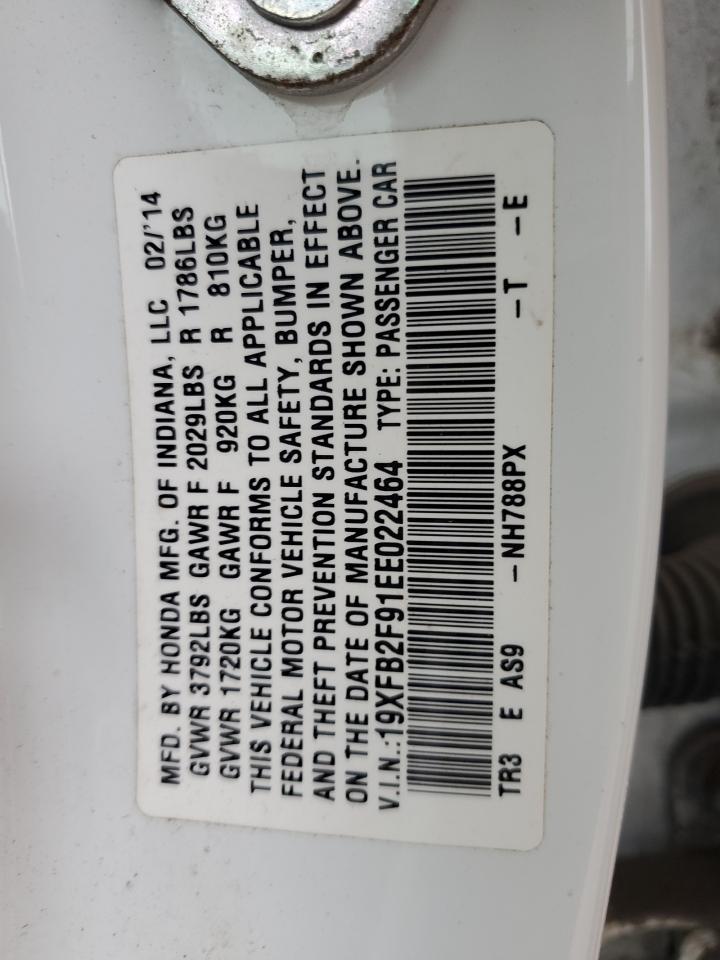 MFD. BY HONDA MFG. OF INDIANA, LLC 02/'14
GVWR 3792LBS GAWR F 2029LBS R 1786LBS
GVWR 1720KG GAWR F 920KG R 810KG
THIS VEHICLE CONFORMS TO ALL APPLICABLE
FEDERAL MOTOR VEHICLE SAFETY, BUMPER,
AND THEFT PREVENTION STANDARDS IN EFFECT
ON THE DATE OF MANUFACTURE SHOWN ABOVE.
V.I.N.:19XFB2F91EE022464 TYPE: PASSENGER CAR
TR3 E AS9 -NH788PX -T -E